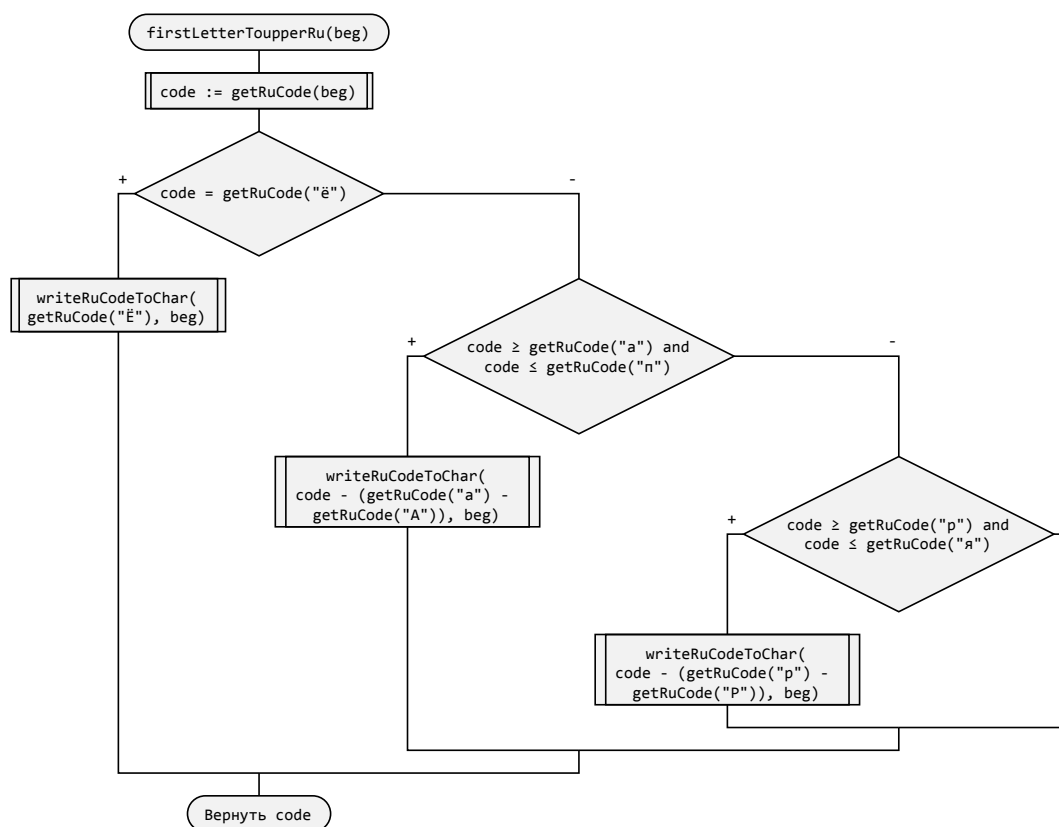 firstLetterToupperRu(beg)
code := getRuCode(beg)
+
-
code = getRuCode("ё")
writeRuCodeToChar(
getRuCode("Ё"), beg)
+
-
code ≥ getRuCode("а") and
code ≤ getRuCode("п")
writeRuCodeToChar(
code - (getRuCode("а") -
getRuCode("А")), beg)
+
code ≥ getRuCode("р") and
code ≤ getRuCode("я")
writeRuCodeToChar(
code - (getRuCode("р") -
getRuCode("Р")), beg)
Вернуть code